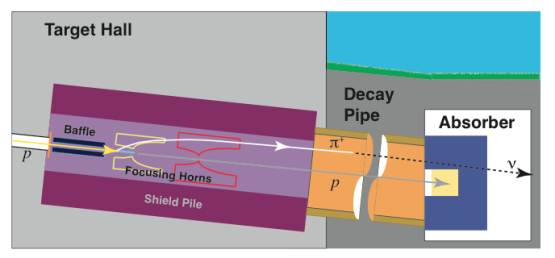 Target Hall
Decay
Pipe
Absorber
Baffle
p
π+
ν
Focusing Horns
p
Shield Pile